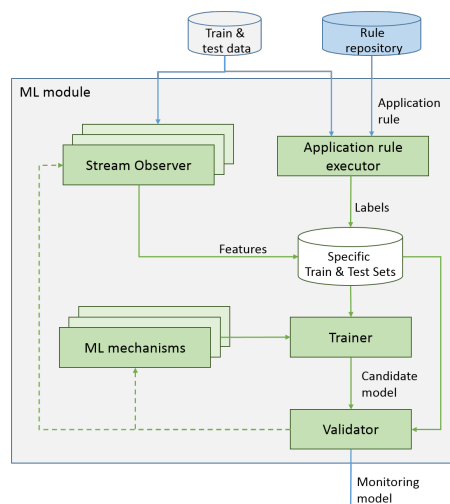 Train &
test data
Rule
repository
ML module
Application
rule
Stream Observer
Application rule
executor
Labels
Features
Specific
Train & Test Sets
ML mechanisms
Trainer
Candidate
model
Validator
Monitoring
model